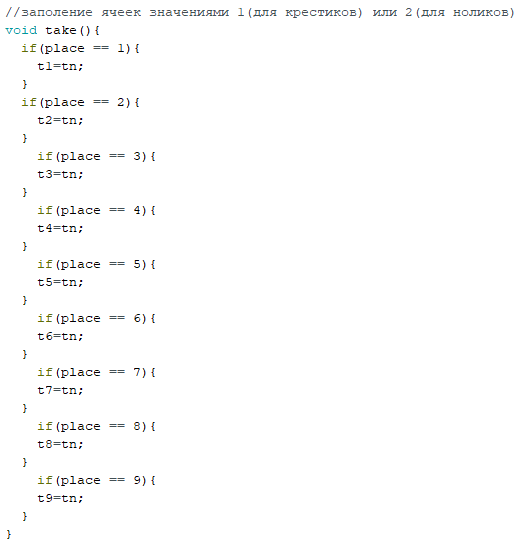 //заполение ячеек значениями 1(для крестиков) или 2(для ноликов)
void take(){
  if(place == 1){
    t1=tn;
  }
  if(place == 2){
    t2=tn;
  }
    if(place == 3){
    t3=tn;
  }
    if(place == 4){
    t4=tn;
  }
    if(place == 5){
    t5=tn;
  }
    if(place == 6){
    t6=tn;
  }
    if(place == 7){
    t7=tn;
  }
    if(place == 8){
    t8=tn;
  }
    if(place == 9){
    t9=tn;
  }
}